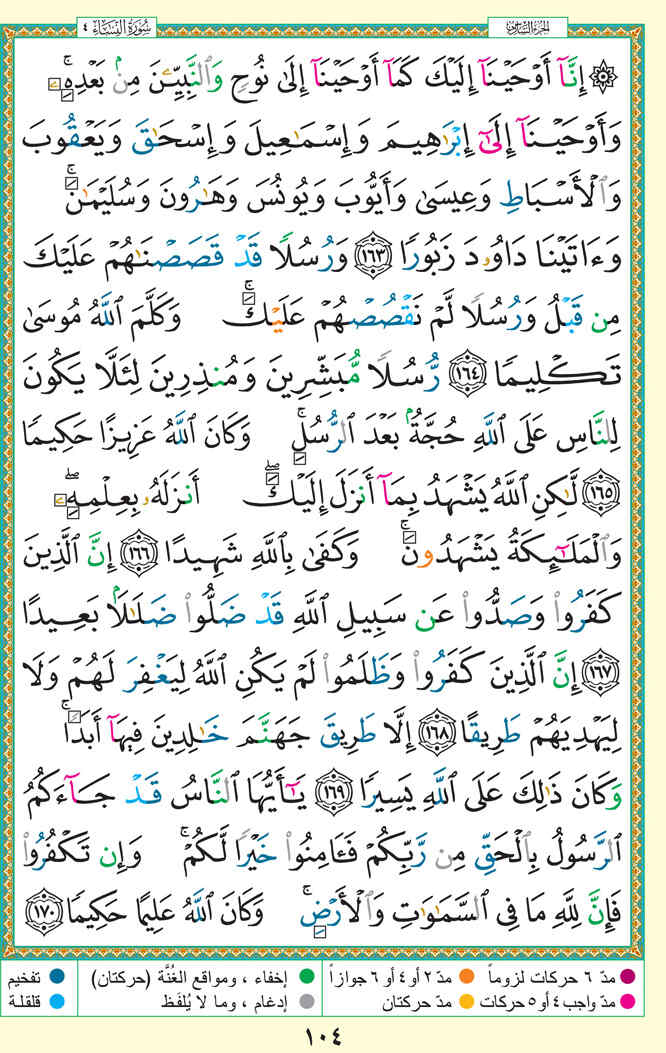 سُورَةُ النِّسَاءِ ٤
الجزء السادس
۞ إِنَّآ أَوْحَيْنَآ إِلَيْكَ كَمَآ أَوْحَيْنَآ إِلَىٰ نُوحٍ وَٱلنَّبِيِّـۧنَ مِنۢ بَعْدِهِۦۚ
وَأَوْحَيْنَآ إِلَىٰٓ إِبْرَٰهِيمَ وَإِسْمَٰعِيلَ وَإِسْحَٰقَ وَيَعْقُوبَ
وَٱلْأَسْبَاطِ وَعِيسَىٰ وَأَيُّوبَ وَيُونُسَ وَهَٰرُونَ وَسُلَيْمَٰنَۚ
وَءَاتَيْنَا دَاوُۥدَ زَبُورًا ١٦٣ وَرُسُلًا قَدْ قَصَصْنَٰهُمْ عَلَيْكَ
مِن قَبْلُ وَرُسُلًا لَّمْ نَقْصُصْهُمْ عَلَيْكَۚ وَكَلَّمَ ٱللَّهُ مُوسَىٰ
تَكْلِيمًا ١٦٤ رُّسُلًا مُّبَشِّرِينَ وَمُنذِرِينَ لِئَلَّا يَكُونَ
لِلنَّاسِ عَلَى ٱللَّهِ حُجَّةٌۢ بَعْدَ ٱلرُّسُلِۚ وَكَانَ ٱللَّهُ عَزِيزًا حَكِيمًا
١٦٥ لَّٰكِنِ ٱللَّهُ يَشْهَدُ بِمَآ أَنزَلَ إِلَيْكَۖ أَنزَلَهُۥ بِعِلْمِهِۦۖ
وَٱلْمَلَٰٓئِكَةُ يَشْهَدُونَۚ وَكَفَىٰ بِٱللَّهِ شَهِيدًا ١٦٦ إِنَّ ٱلَّذِينَ
كَفَرُوا۟ وَصَدُّوا۟ عَن سَبِيلِ ٱللَّهِ قَدْ ضَلُّوا۟ ضَلَٰلًۢا بَعِيدًا
١٦٧ إِنَّ ٱلَّذِينَ كَفَرُوا۟ وَظَلَمُوا۟ لَمْ يَكُنِ ٱللَّهُ لِيَغْفِرَ لَهُمْ وَلَا
لِيَهْدِيَهُمْ طَرِيقًا ١٦٨ إِلَّا طَرِيقَ جَهَنَّمَ خَٰلِدِينَ فِيهَآ أَبَدًاۚ
وَكَانَ ذَٰلِكَ عَلَى ٱللَّهِ يَسِيرًا ١٦٩ يَٰٓأَيُّهَا ٱلنَّاسُ قَدْ جَآءَكُمُ
ٱلرَّسُولُ بِٱلْحَقِّ مِن رَّبِّكُمْ فَـَٔامِنُوا۟ خَيْرًا لَّكُمْۚ وَإِن تَكْفُرُوا۟
فَإِنَّ لِلَّهِ مَا فِى ٱلسَّمَٰوَٰتِ وَٱلْأَرْضِۚ وَكَانَ ٱللَّهُ عَلِيمًا حَكِيمًا ١٧٠
مدّ ٦ حركات لزوماً مدّ ٢ أو ٤ أو ٦ جوازاً إخفاء ، ومواقع الغُنَّة (حركتان) تفخيم
مدّ واجب ٤ أو ٥ حركات مدّ حركتان إدغام ، وما لا يُلفَظ قلقلة
١٠٤